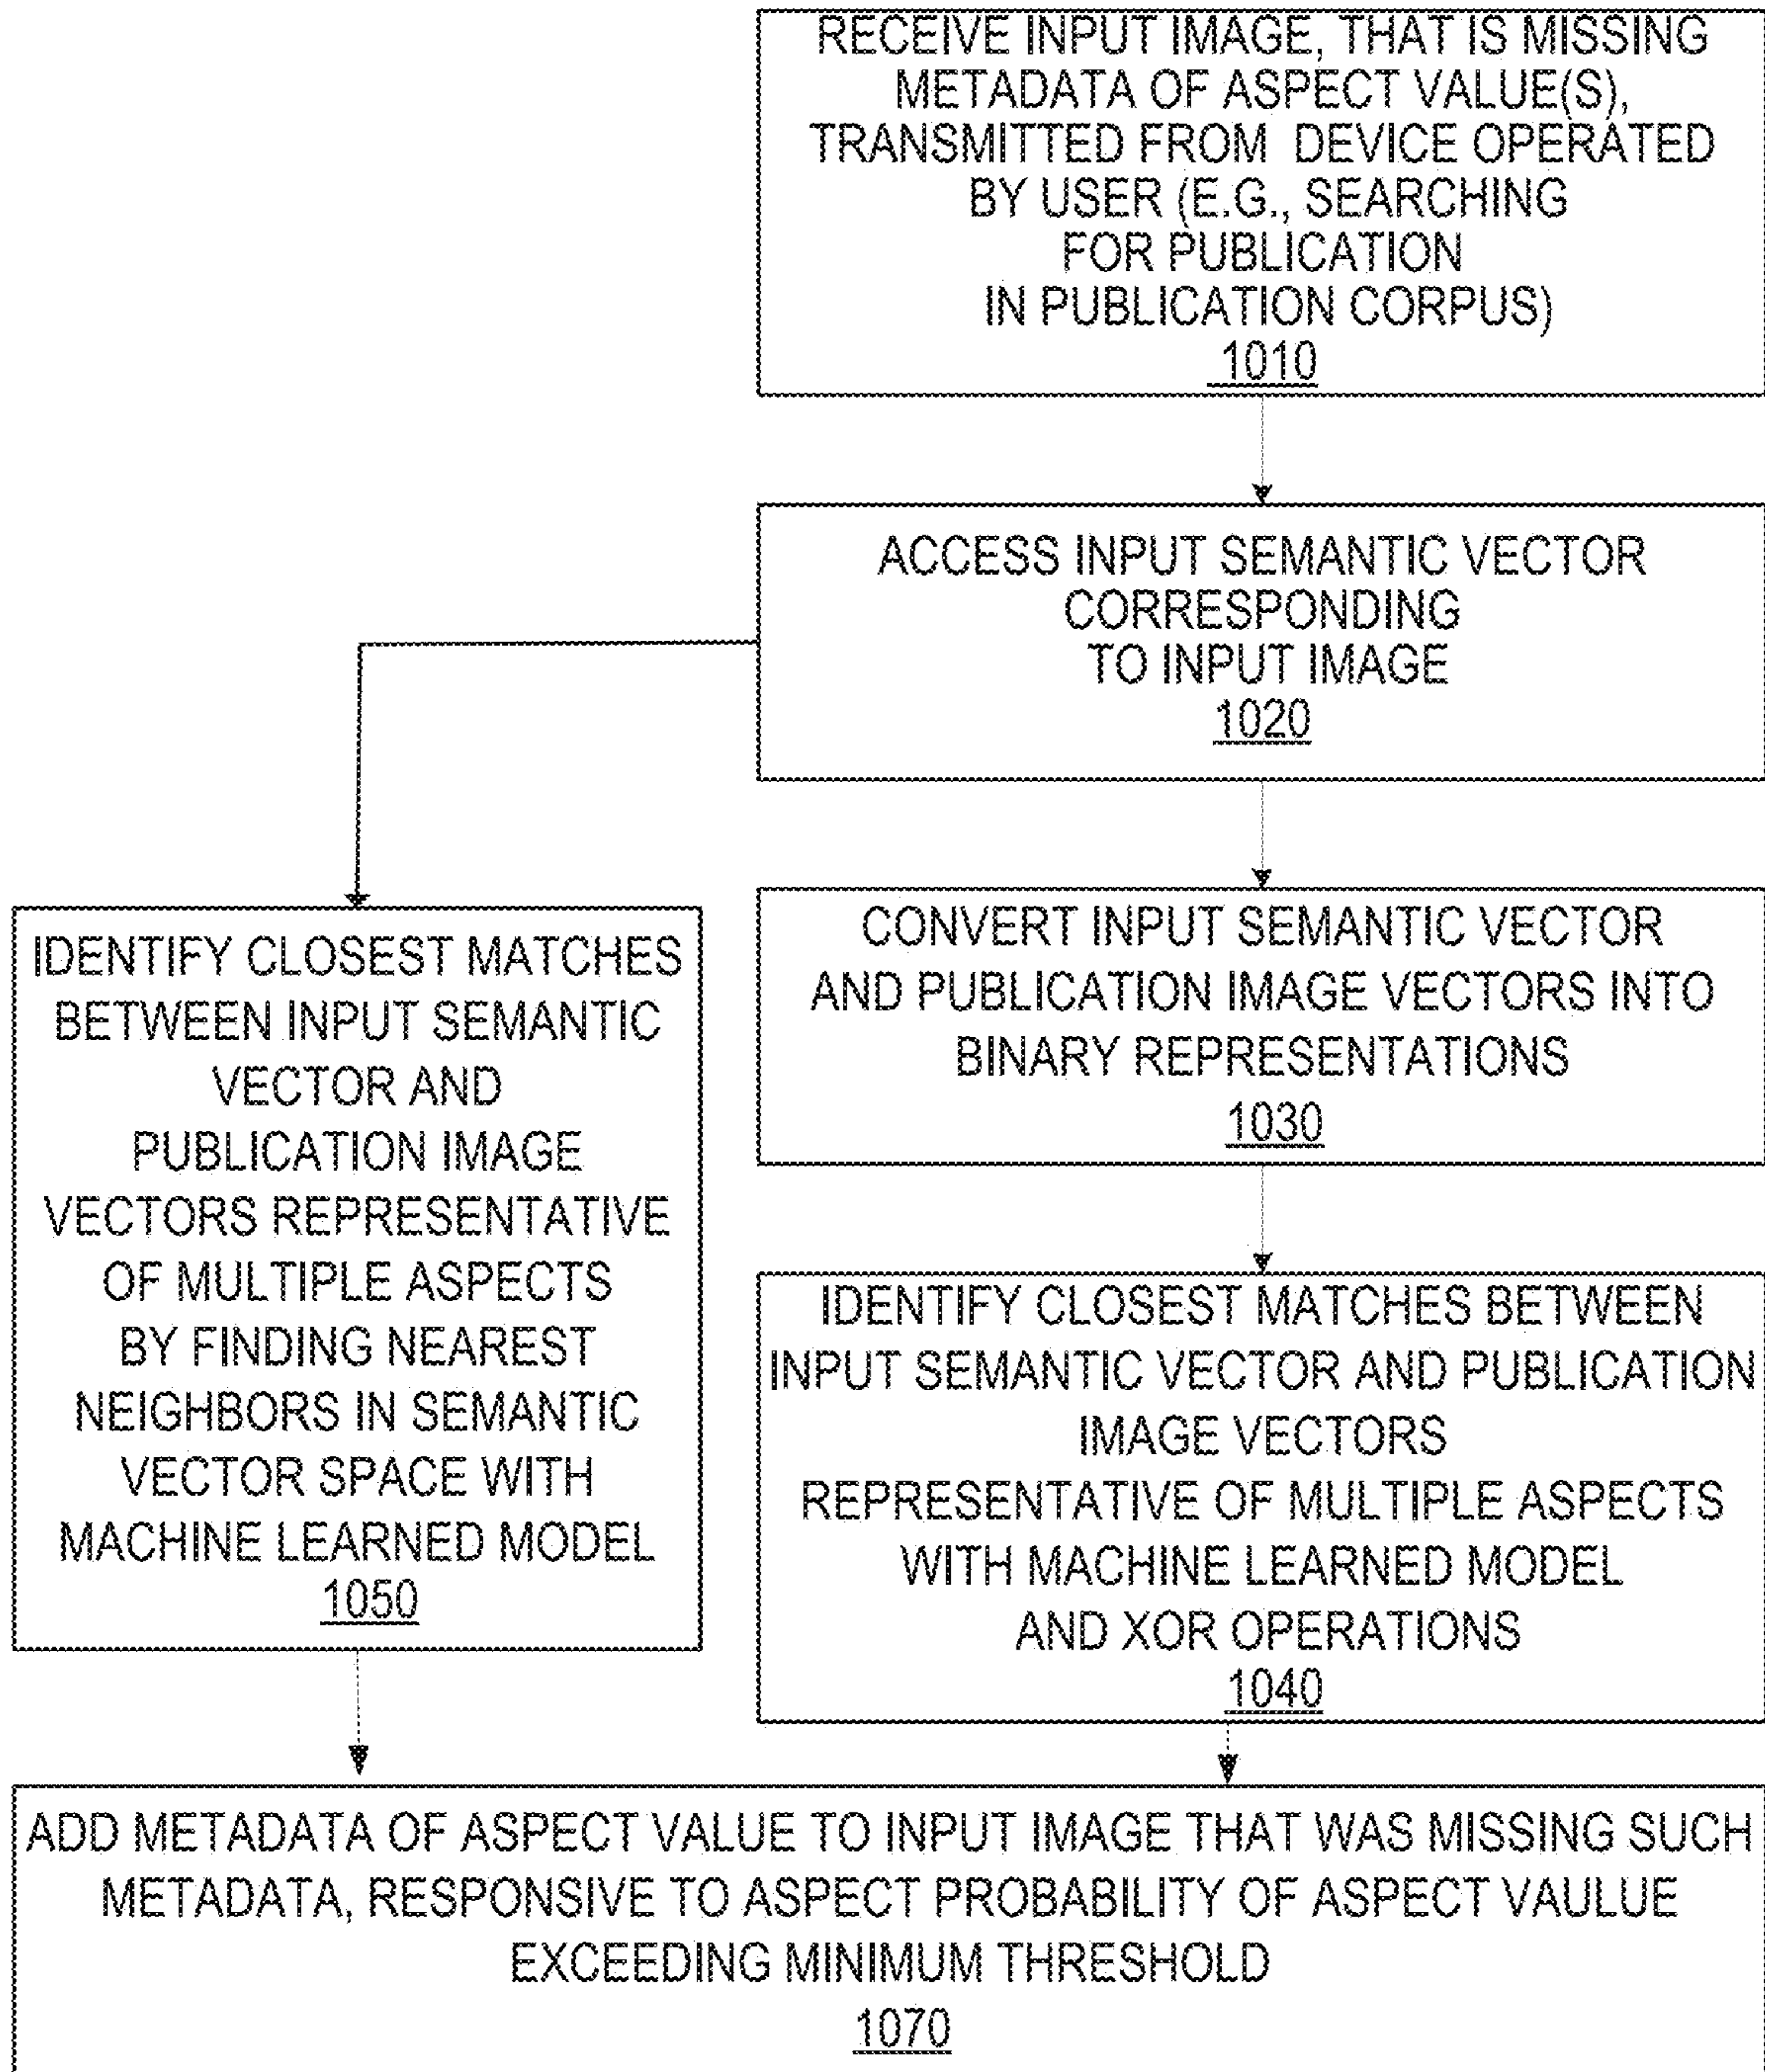 RECEIVE INPUT IMAGE, THAT IS MISSING
METADATA OF ASPECT VALUE(S),
TRANSMITTED FROM DEVICE OPERATED
BY USER (E.G., SEARCHING
FOR PUBLICATION
IN PUBLICATION CORPUS)
1010
ACCESS INPUT SEMANTIC VECTOR
CORRESPONDING
TO INPUT IMAGE
1020
CONVERT INPUT SEMANTIC VECTOR
AND PUBLICATION IMAGE VECTORS INTO
BINARY REPRESENTATIONS
1030
IDENTIFY CLOSEST MATCHES
BETWEEN INPUT SEMANTIC
VECTOR AND
PUBLICATION IMAGE
VECTORS REPRESENTATIVE
OF MULTIPLE ASPECTS
BY FINDING NEAREST
NEIGHBORS IN SEMANTIC
VECTOR SPACE WITH
MACHINE LEARNED MODEL
1050
IDENTIFY CLOSEST MATCHES BETWEEN
INPUT SEMANTIC VECTOR AND PUBLICATION
IMAGE VECTORS
REPRESENTATIVE OF MULTIPLE ASPECTS
WITH MACHINE LEARNED MODEL
AND XOR OPERATIONS
1040
ADD METADATA OF ASPECT VALUE TO INPUT IMAGE THAT WAS MISSING SUCH
METADATA, RESPONSIVE TO ASPECT PROBABILITY OF ASPECT VAULUE
EXCEEDING MINIMUM THRESHOLD
1070